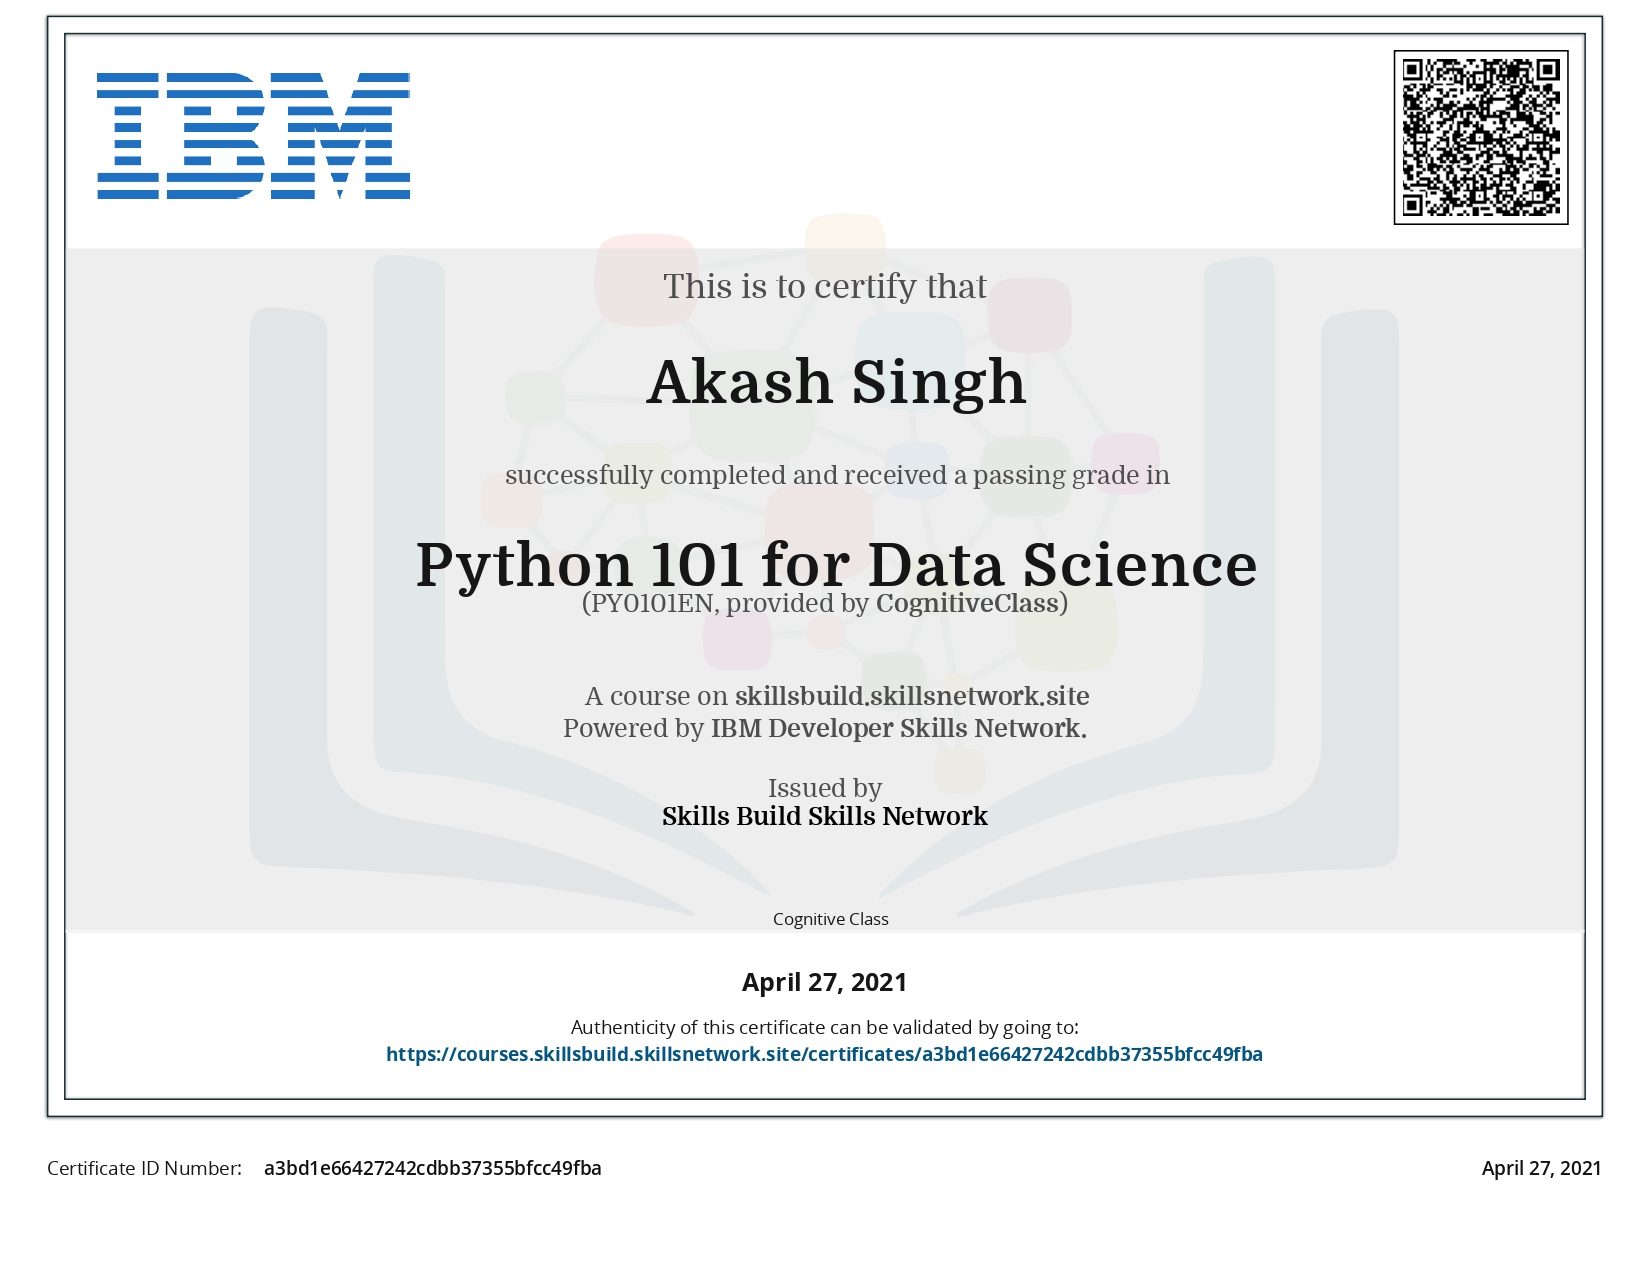 IBM
This is to certify that
Akash Singh
successfully completed and received a passing grade in
Python 101 for Data Science
(PY0101EN, provided by CognitiveClass)
A course on skillsbuild.skillsnetwork.site
Powered by IBM Developer Skills Network.
Issued by
Skills Build Skills Network
Cognitive Class
April 27, 2021
Authenticity of this certificate can be validated by going to:
https://courses.skillsbuild.skillsnetwork.site/certificates/a3bd1e66427242cdbb37355bfcc49fba
Certificate ID Number: a3bd1e66427242cdbb37355bfcc49fba
April 27, 2021